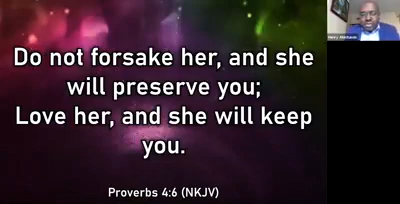 Do not forsake her, and she
will preserve you;
Love her, and she will keep
you.
Proverbs 4:6 (NKJV)